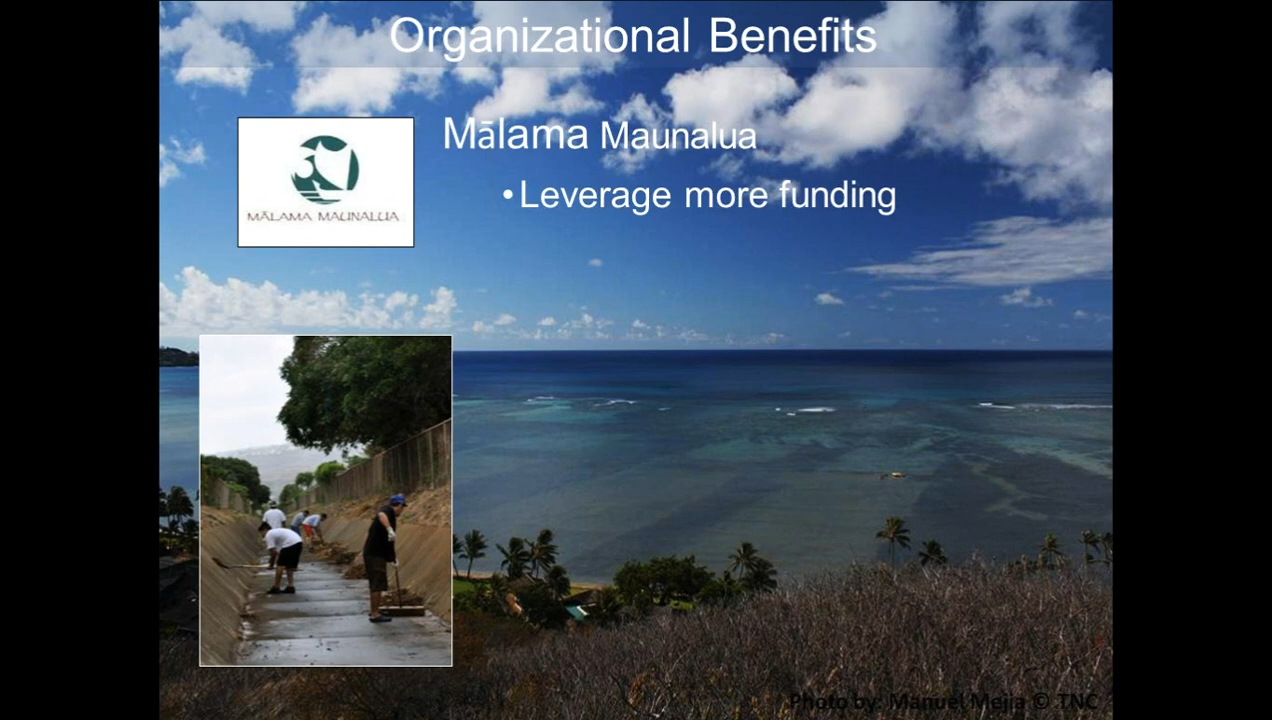 Organizational Benefits
Mālama Maunalua
•Leverage more funding
MĀLAMA MAUNALUA
Photo by: Manuel Mejia © TNC